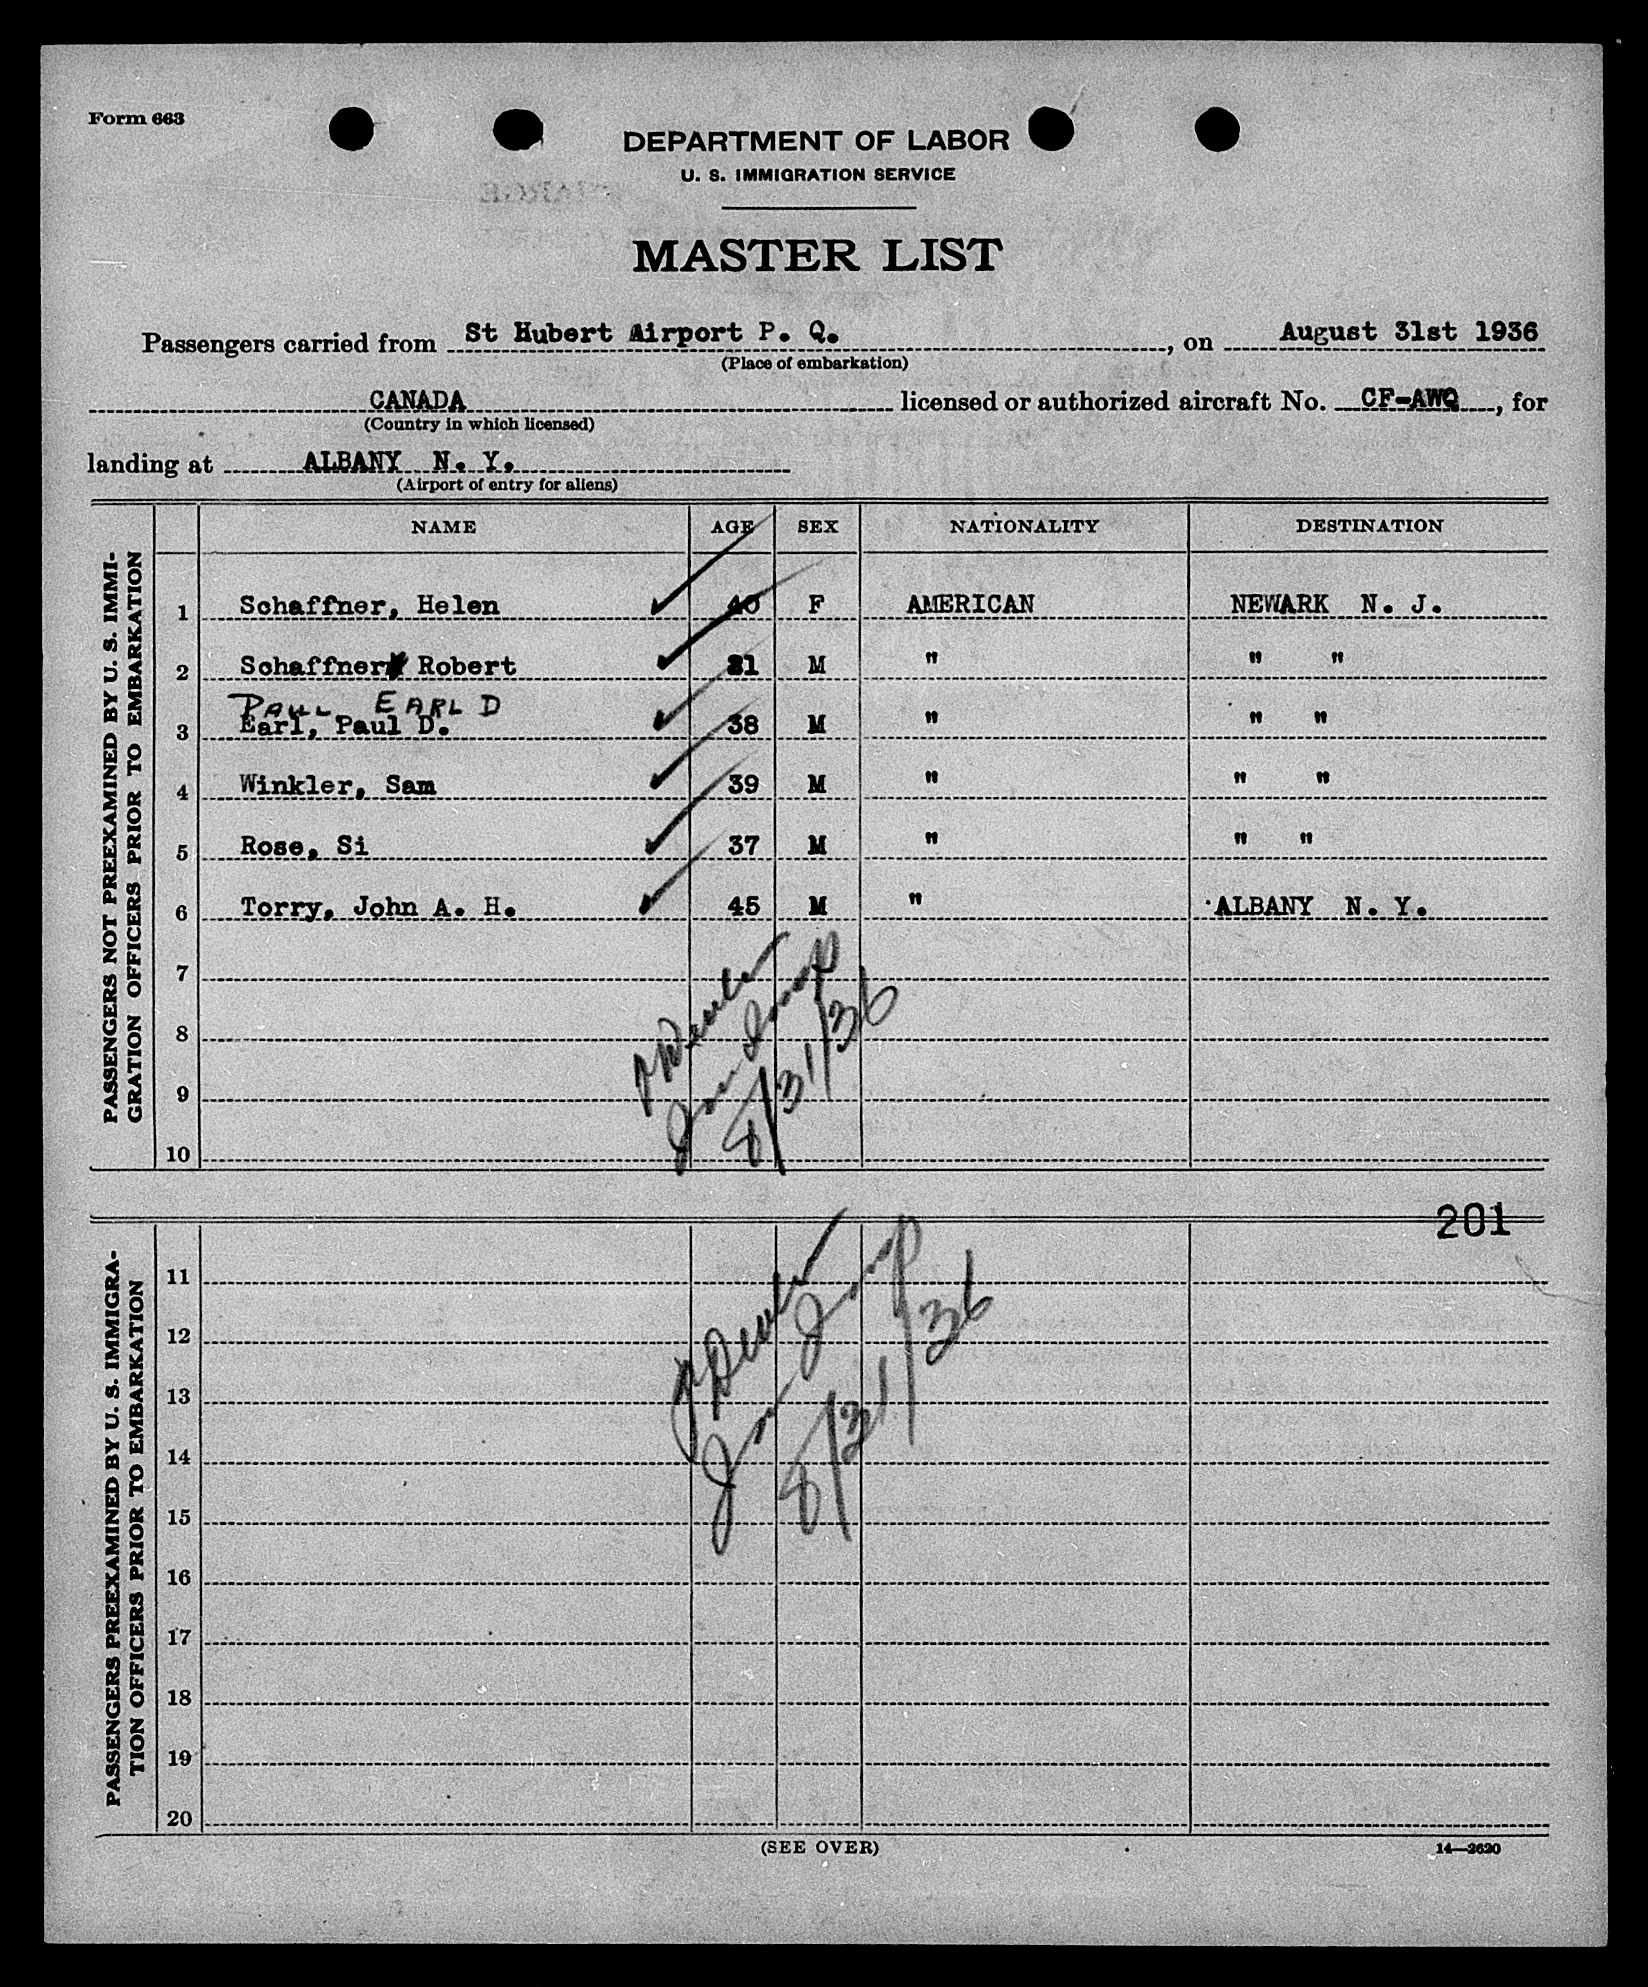 Form 663
DEPARTMENT OF LABOR
U. S. IMMIGRATION SERVICE
MASTER LIST
Passengers carried from St Hubert Airport P. Q., on August 31st 1936
(Place of embarkation)
CANADA licensed or authorized aircraft No. CF-AWQ, for
(Country in which licensed)
landing at ALBANY N. Y.
(Airport of entry for aliens)
NAME AGE SEX NATIONALITY DESTINATION
PASSENGERS NOT PREEXAMINED BY U. S. IMMI-
GRATION OFFICERS PRIOR TO EMBARKATION
1 Schaffner, Helen 40 F AMERICAN NEWARK N. J.
2 Schaffner Robert 21 M " " "
PAUL EARL D
3 Earl, Paul D. 38 M " " "
4 Winkler, Sam 39 M " " "
5 Rose, Si 37 M " " "
6 Torry, John A. H. 45 M " ALBANY N. Y.
7
8
9
10
8/31/36
201
PASSENGERS PREEXAMINED BY U. S. IMMIGRA-
TION OFFICERS PRIOR TO EMBARKATION
11
12
13
14
15
16
17
18
19
20
8/31/36
(SEE OVER)
14—2620